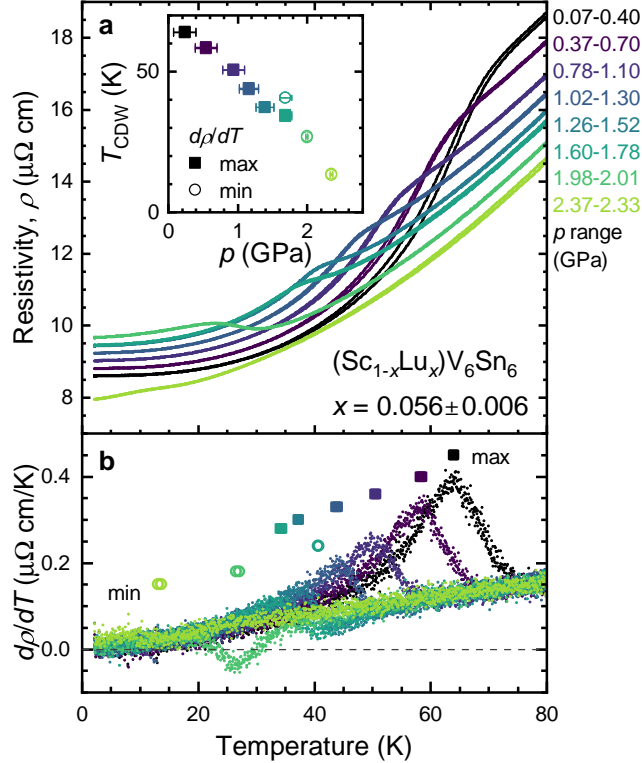 a
Resistivity, ρ (μΩ cm)
18
16
14
12
10
8
T_CDW (K)
50
0
0
1
2
p (GPa)
dρ/dT
max
min
0.07-0.40
0.37-0.70
0.78-1.10
1.02-1.30
1.26-1.52
1.60-1.78
1.98-2.01
2.37-2.33
p range
(GPa)
(Sc₁₋ₓLuₓ)V₆Sn₆
x = 0.056±0.006
b
dρ/dT (μΩ cm/K)
0.4
0.2
0.0
max
min
0
20
40
60
80
Temperature (K)